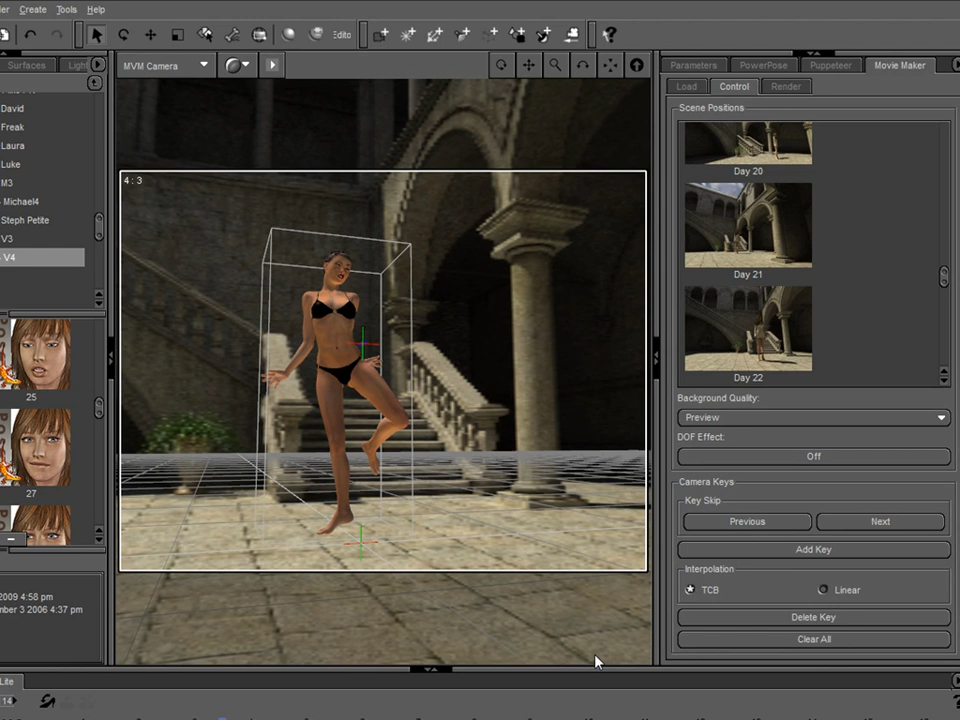 Create Tools Help
Edito
Surfaces Ligh
MVM Camera
Parameters PowerPose Puppeteer Movie Maker
Load Control Render
Scene Positions
David
Freak
Laura
Luke
M3
Michael4
Steph Petite
V3
V4
25
27
4 : 3
Day 20
Day 21
Day 22
Background Quality:
Preview
DOF Effect:
Off
Camera Keys
Key Skip
Previous Next
Add Key
Interpolation
TCB Linear
Delete Key
Clear All
2009 4:58 pm
mber 3 2006 4:37 pm
Lite
14